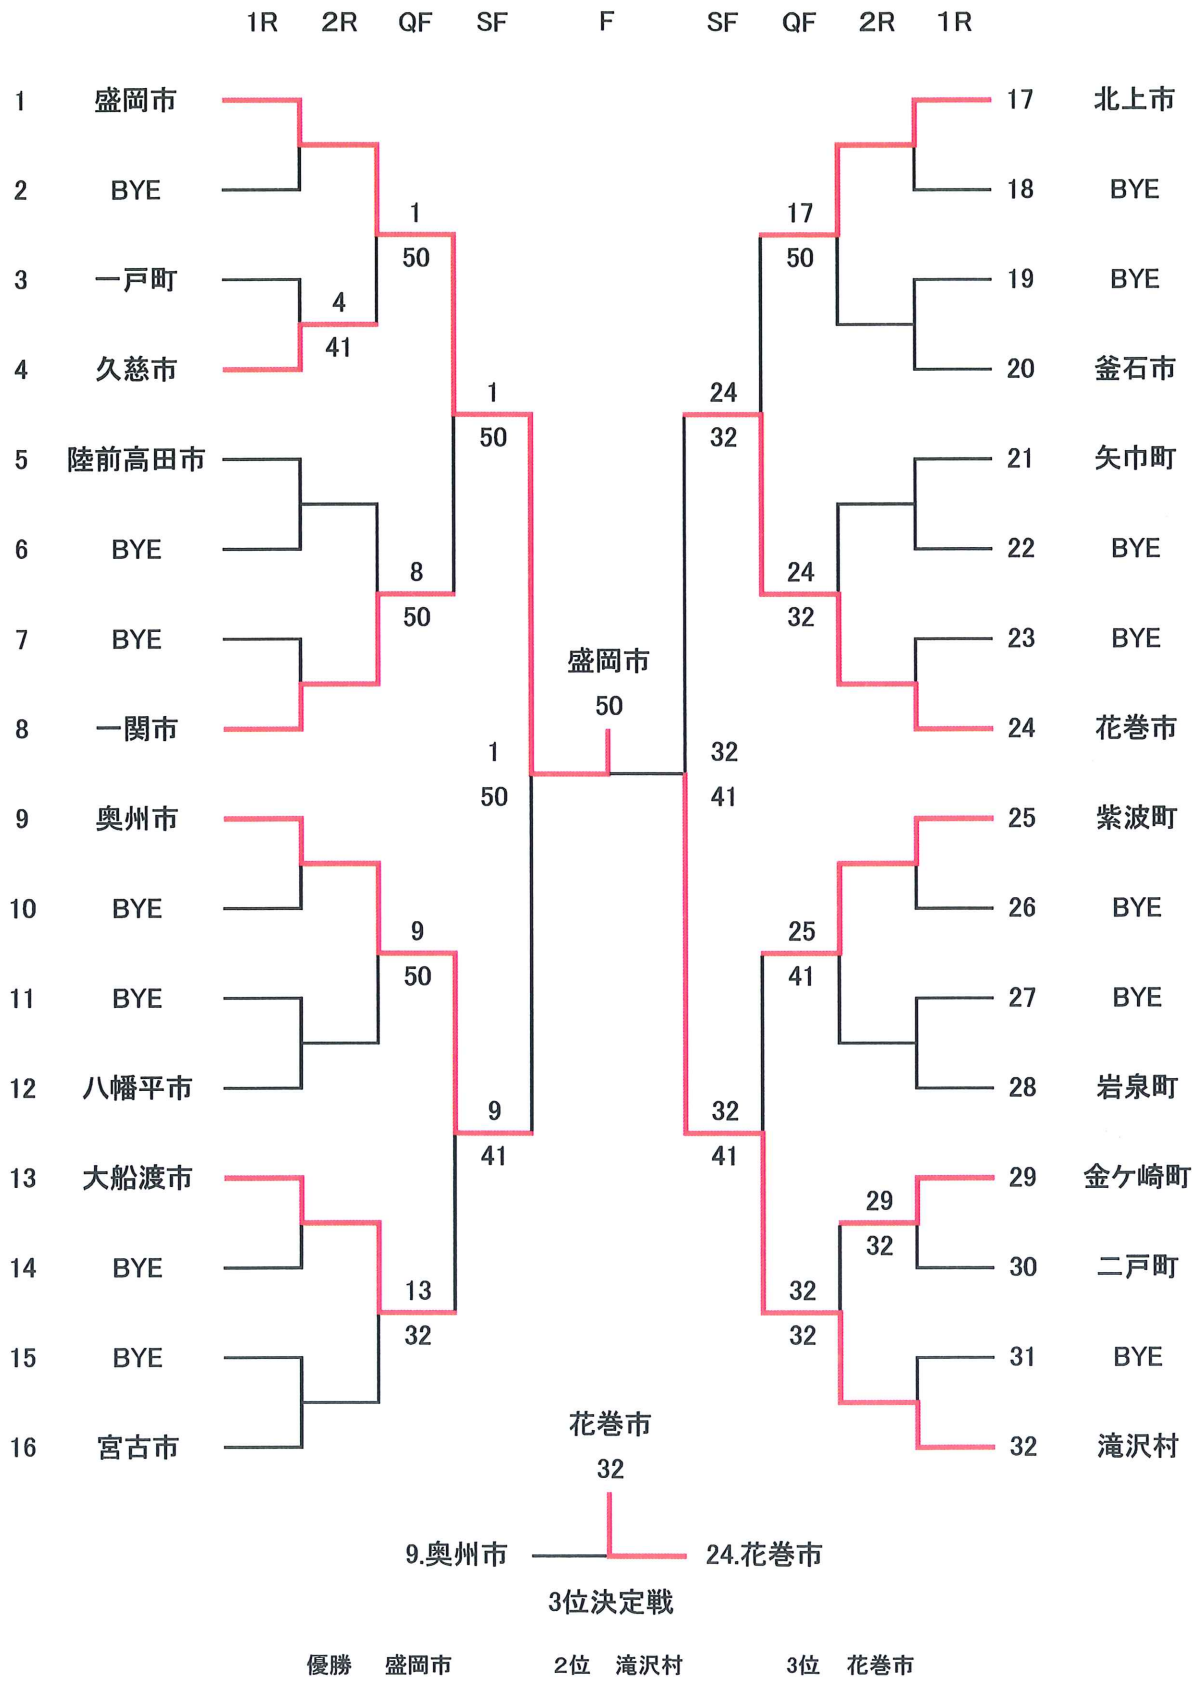 1R 2R QF SF F SF QF 2R 1R
1 盛岡市 17 北上市
2 BYE 18 BYE
1 17
50 50
3 一戸町 19 BYE
4
41
4 久慈市 20 釜石市
1 24
50 32
5 陸前高田市 21 矢巾町
6 BYE 22 BYE
8 24
50 32
7 BYE 23 BYE
盛岡市
50
8 一関市 24 花巻市
1 32
50 41
9 奥州市 25 紫波町
10 BYE 26 BYE
9 25
50 41
11 BYE 27 BYE
12 八幡平市 28 岩泉町
9 32
41 41
13 大船渡市 29 金ケ崎町
29
32
14 BYE 30 二戸町
13 32
32 32
15 BYE 31 BYE
花巻市
16 宮古市 32 滝沢村
32
9.奥州市 24.花巻市
3位決定戦
優勝 盛岡市 2位 滝沢村 3位 花巻市